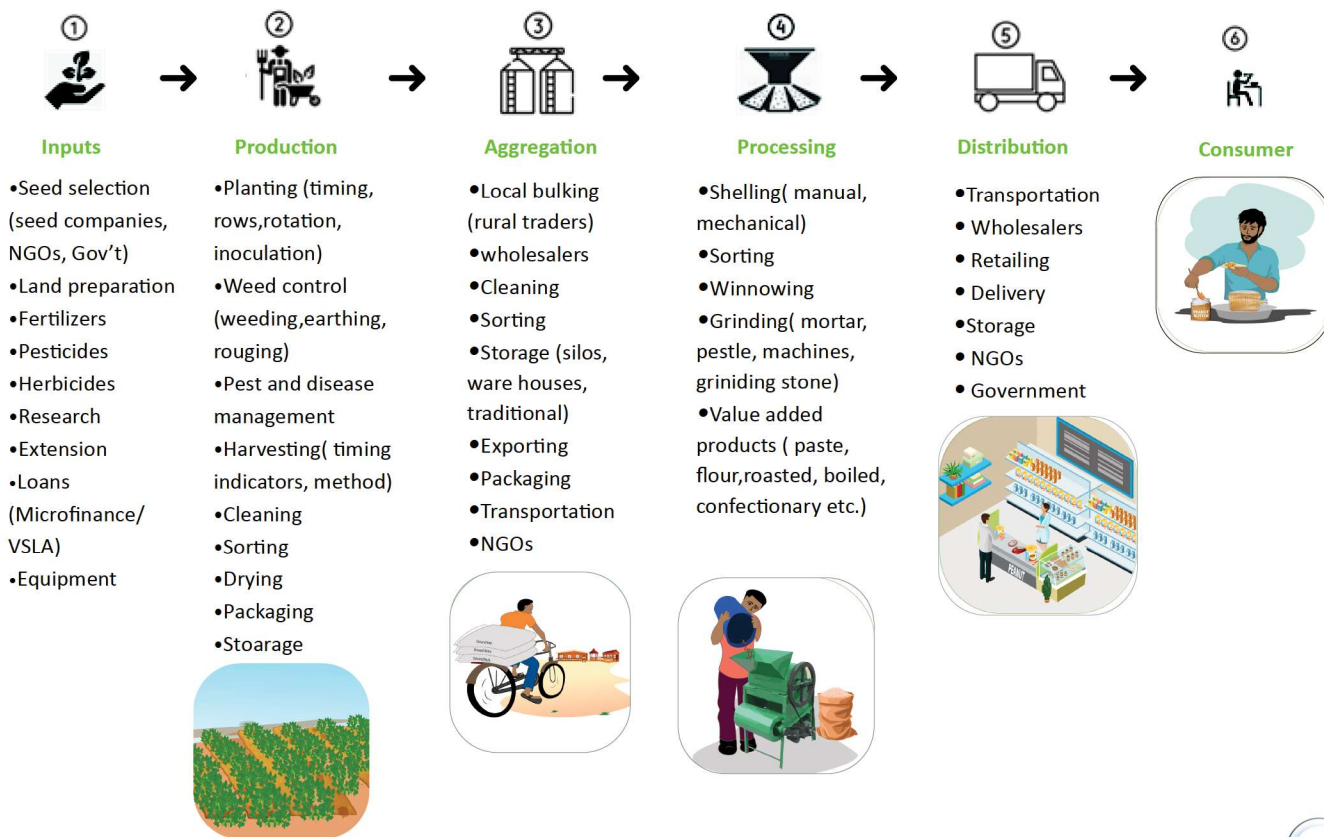 1
Inputs
•Seed selection
(seed companies,
NGOs, Gov't)
•Land preparation
•Fertilizers
•Pesticides
•Herbicides
•Research
•Extension
•Loans
(Microfinance/
VSLA)
•Equipment
2
Production
•Planting (timing,
rows,rotation,
inoculation)
•Weed control
(weeding,earthing,
rouging)
•Pest and disease
management
•Harvesting( timing
indicators, method)
•Cleaning
•Sorting
•Drying
•Packaging
•Stoarage
3
Aggregation
•Local bulking
(rural traders)
•wholesalers
•Cleaning
•Sorting
•Storage (silos,
ware houses,
traditional)
•Exporting
•Packaging
•Transportation
•NGOs
4
Processing
•Shelling( manual,
mechanical)
•Sorting
•Winnowing
•Grinding( mortar,
pestle, machines,
griniding stone)
•Value added
products ( paste,
flour,roasted, boiled,
confectionary etc.)
5
Distribution
•Transportation
• Wholesalers
• Retailing
• Delivery
•Storage
• NGOs
• Government
PEANUT
6
Consumer
PEANUT
BUTTER